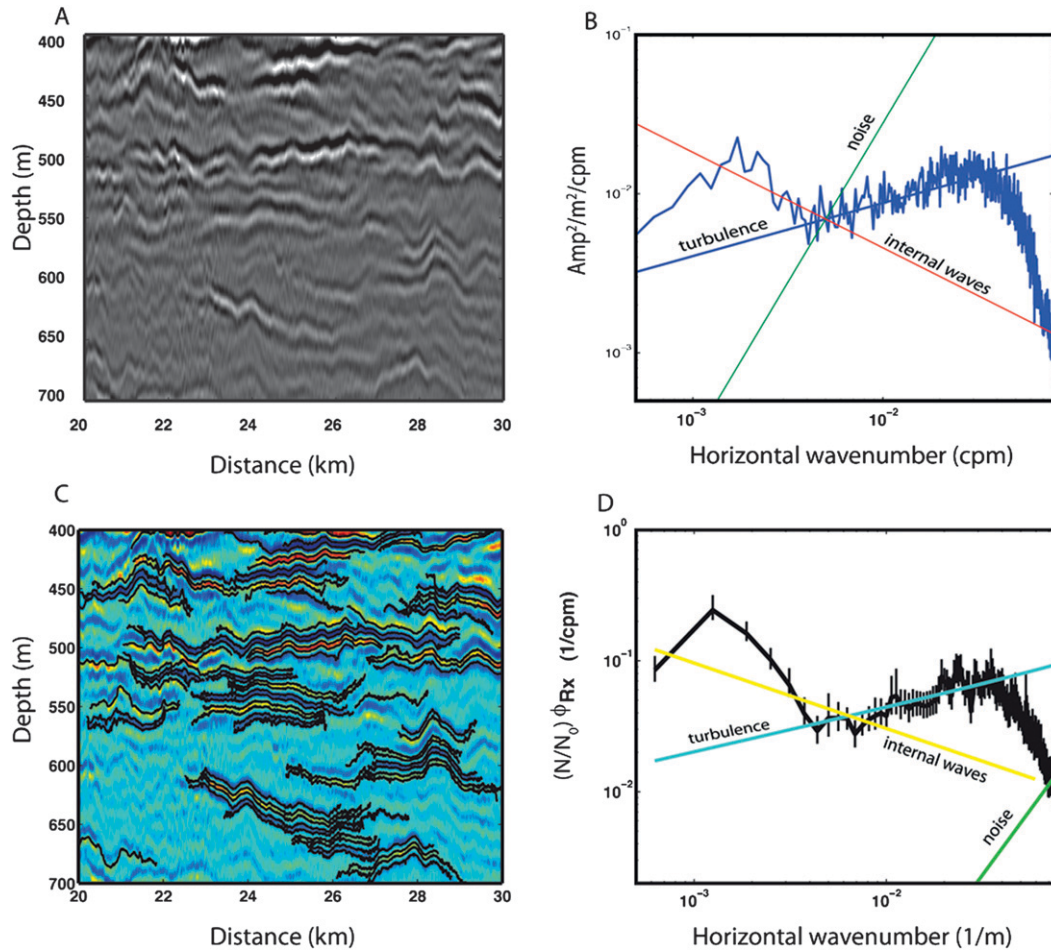 A
400
450
500
550
600
650
700
Depth (m)
20 22 24 26 28 30
Distance (km)
B
10⁻¹
10⁻²
10⁻³
Amp²/m²/cpm
noise
turbulence
internal waves
10⁻³ 10⁻²
Horizontal wavenumber (cpm)
C
400
450
500
550
600
650
700
Depth (m)
20 22 23 24 26 28 30
Distance (km)
D
10⁰
10⁻¹
10⁻²
(N/N₀) ϕRx (1/cpm)
turbulence
internal waves
noise
10⁻³ 10⁻²
Horizontal wavenumber (1/m)